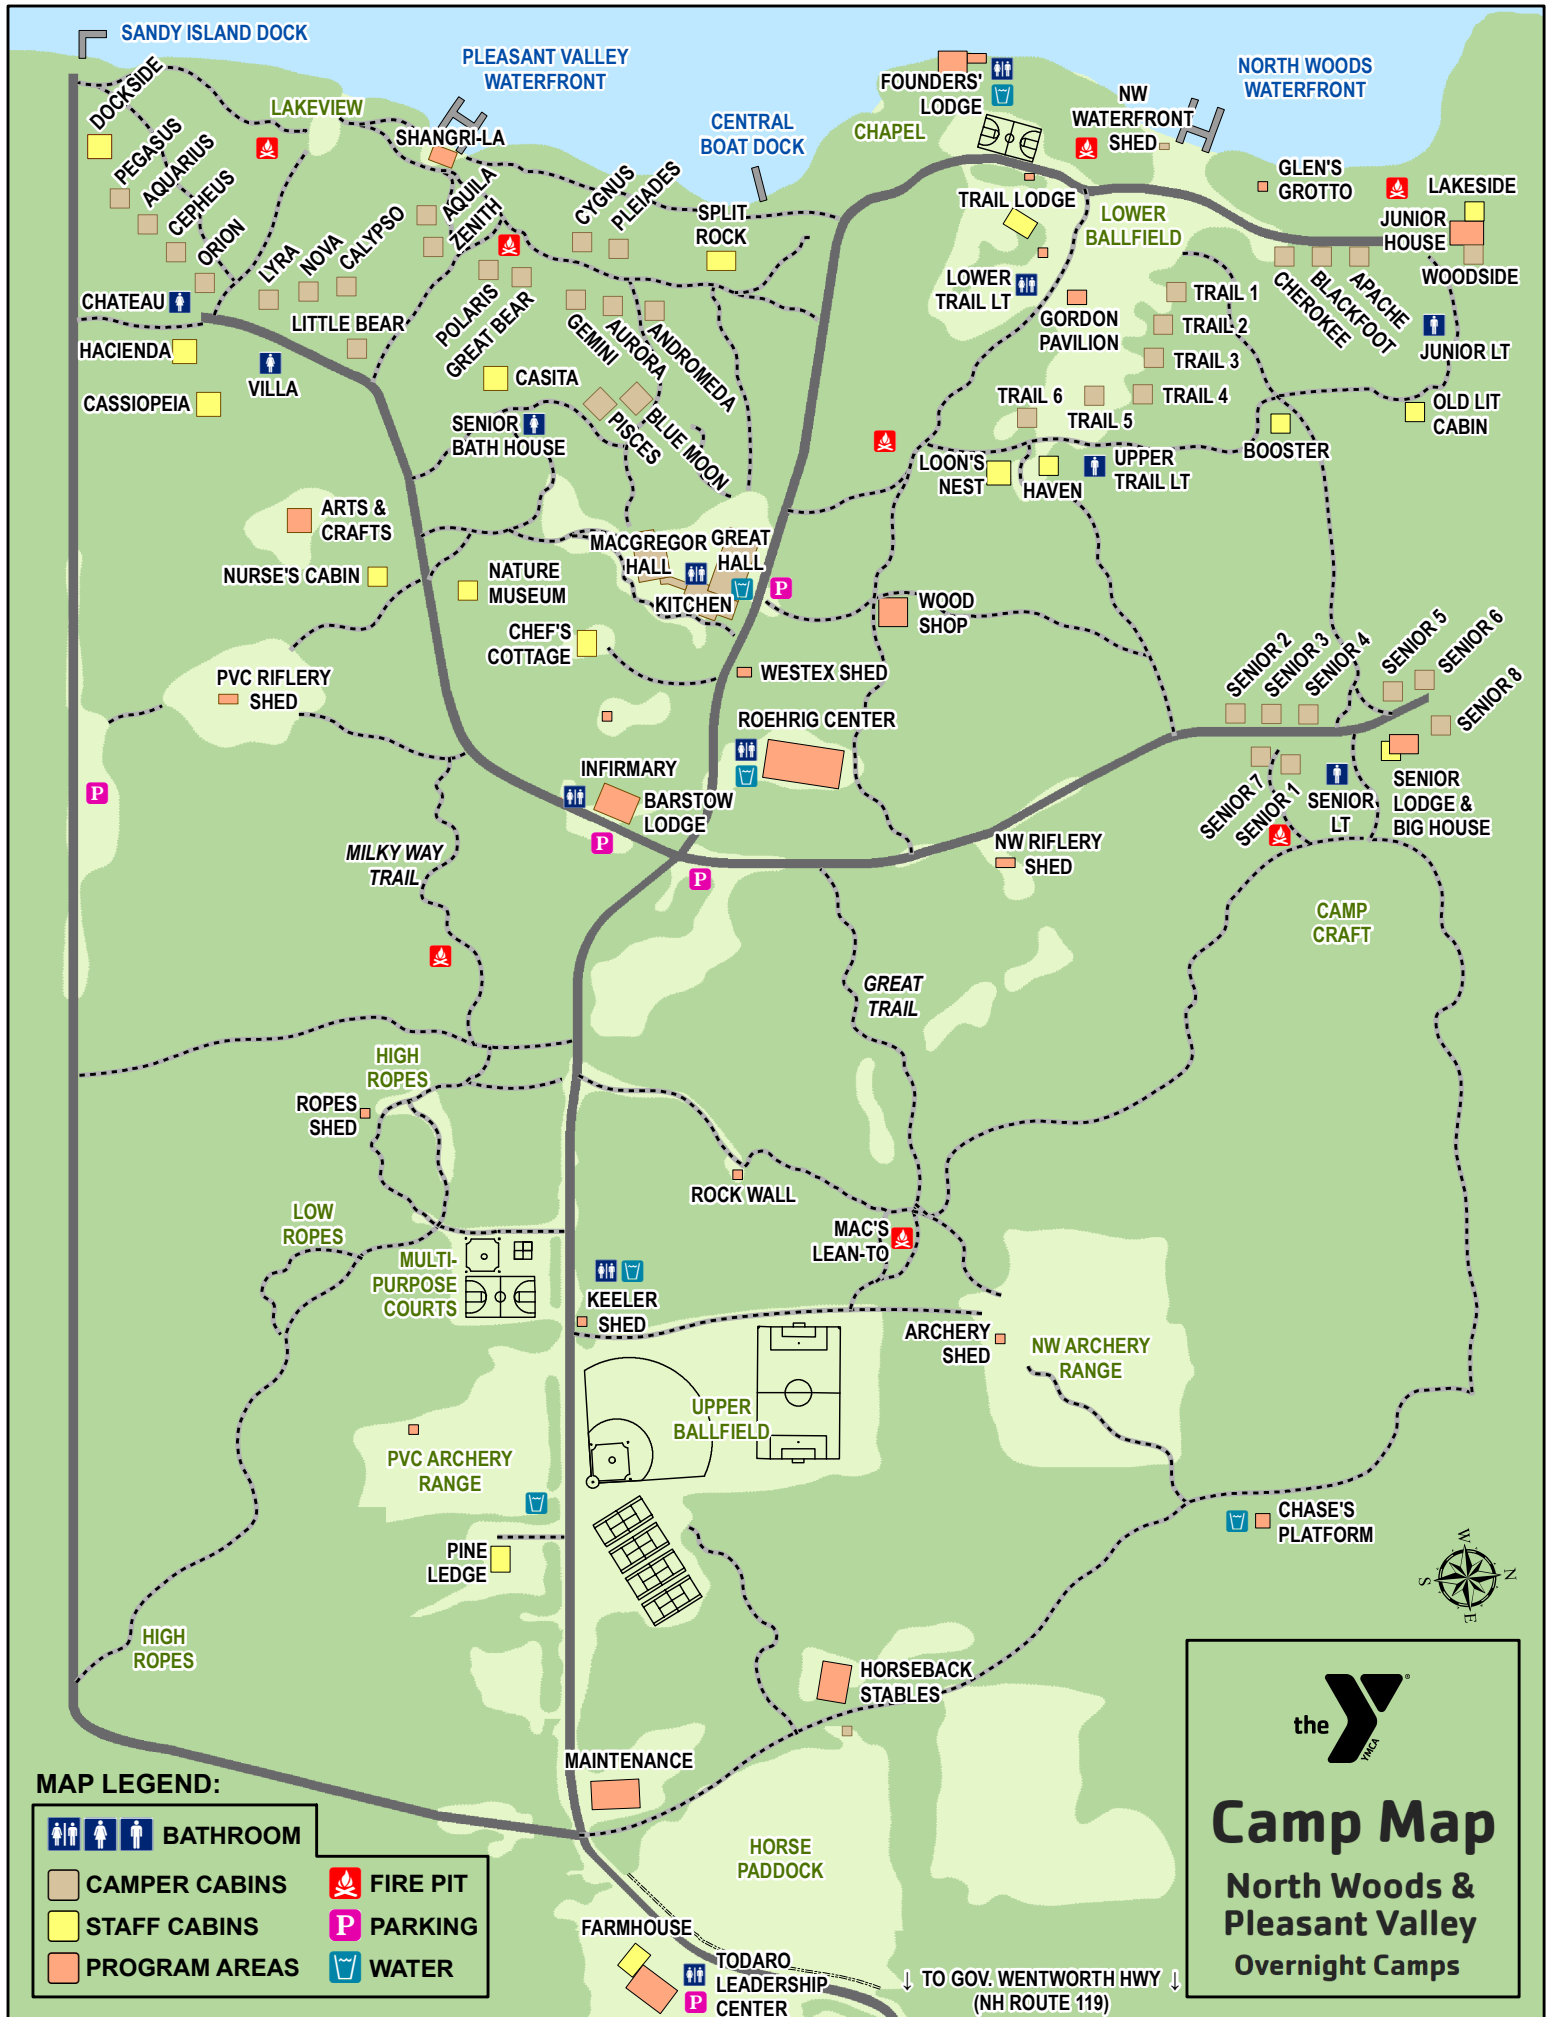 SANDY ISLAND DOCK
PLEASANT VALLEY
WATERFRONT
NORTH WOODS
WATERFRONT
CENTRAL
BOAT DOCK
DOCKSIDE
LAKEVIEW
SHANGRI-LA
FOUNDERS'
LODGE
CHAPEL
NW
WATERFRONT
SHED
GLEN'S
GROTTO
LAKESIDE
JUNIOR
HOUSE
WOODSIDE
PEGASUS
AQUARIUS
CEPHEUS
ORION
LYRA
NOVA
CALYPSO
AQUILA
ZENITH
CYGNUS
PLEIADES
SPLIT
ROCK
TRAIL LODGE
LOWER
BALLFIELD
CHATEAU
HACIENDA
VILLA
CASSIOPEIA
LITTLE BEAR
POLARIS
GREAT BEAR
GEMINI
AURORA
ANDROMEDA
LOWER
TRAIL LT
GORDON
PAVILION
TRAIL 1
TRAIL 2
TRAIL 3
TRAIL 4
TRAIL 5
TRAIL 6
CHEROKEE
BLACKFOOT
APACHE
JUNIOR LT
OLD LIT
CABIN
CASITA
SENIOR
BATH HOUSE
PISCES
BLUE MOON
LOON'S
NEST
HAVEN
UPPER
TRAIL LT
BOOSTER
ARTS &
CRAFTS
NURSE'S CABIN
NATURE
MUSEUM
MACGREGOR
HALL
GREAT
HALL
KITCHEN
P
WOOD
SHOP
CHEF'S
COTTAGE
WESTEX SHED
PVC RIFLERY
SHED
ROEHRIG CENTER
SENIOR 2
SENIOR 3
SENIOR 4
SENIOR 5
SENIOR 6
SENIOR 8
SENIOR 7
SENIOR 1
SENIOR
LT
SENIOR
LODGE &
BIG HOUSE
P
INFIRMARY
BARSTOW
LODGE
P
P
NW RIFLERY
SHED
MILKY WAY
TRAIL
CAMP
CRAFT
GREAT
TRAIL
HIGH
ROPES
ROPES
SHED
ROCK WALL
LOW
ROPES
MULTI-
PURPOSE
COURTS
MAC'S
LEAN-TO
KEELER
SHED
ARCHERY
SHED
NW ARCHERY
RANGE
UPPER
BALLFIELD
PVC ARCHERY
RANGE
PINE
LEDGE
CHASE'S
PLATFORM
W
N
S
E
HIGH
ROPES
HORSEBACK
STABLES
MAINTENANCE
HORSE
PADDOCK
FARMHOUSE
TODARO
LEADERSHIP
CENTER
P
↓ TO GOV. WENTWORTH HWY ↓
(NH ROUTE 119)
MAP LEGEND:
BATHROOM
CAMPER CABINS
STAFF CABINS
PROGRAM AREAS
FIRE PIT
P PARKING
WATER
the Y®
YMCA
Camp Map
North Woods &
Pleasant Valley
Overnight Camps